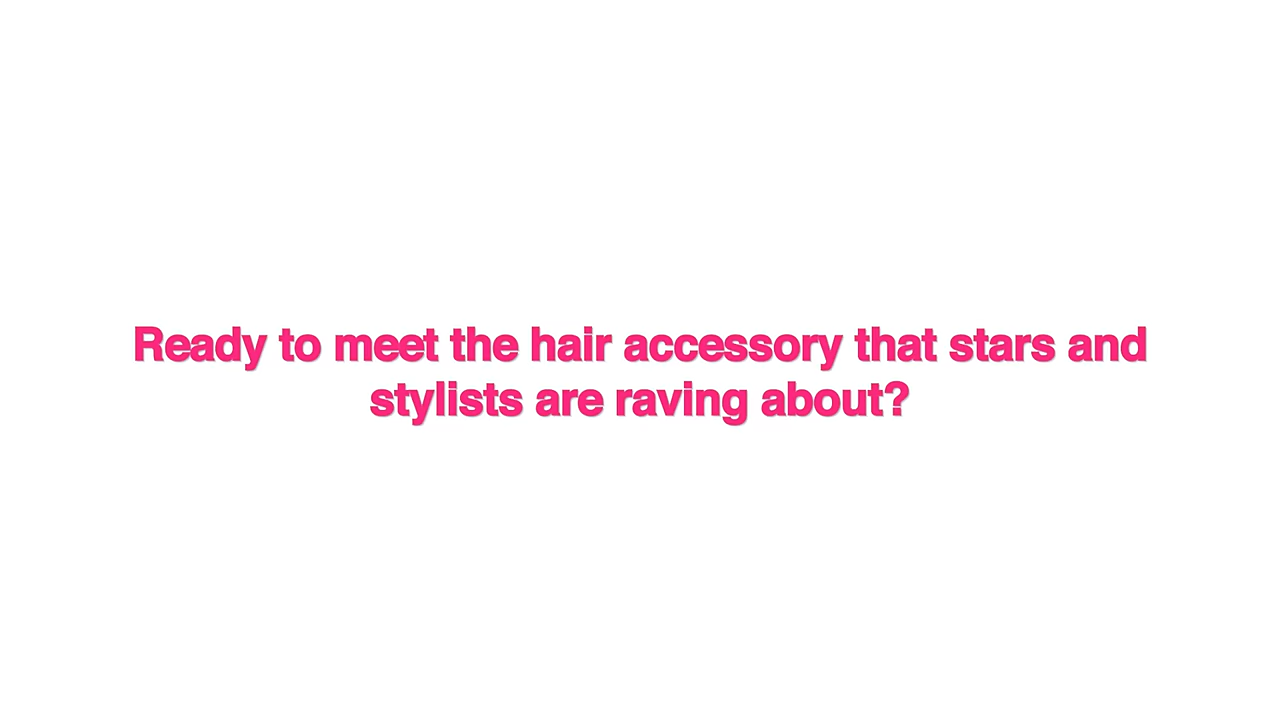 Ready to meet the hair accessory that stars and
stylists are raving about?